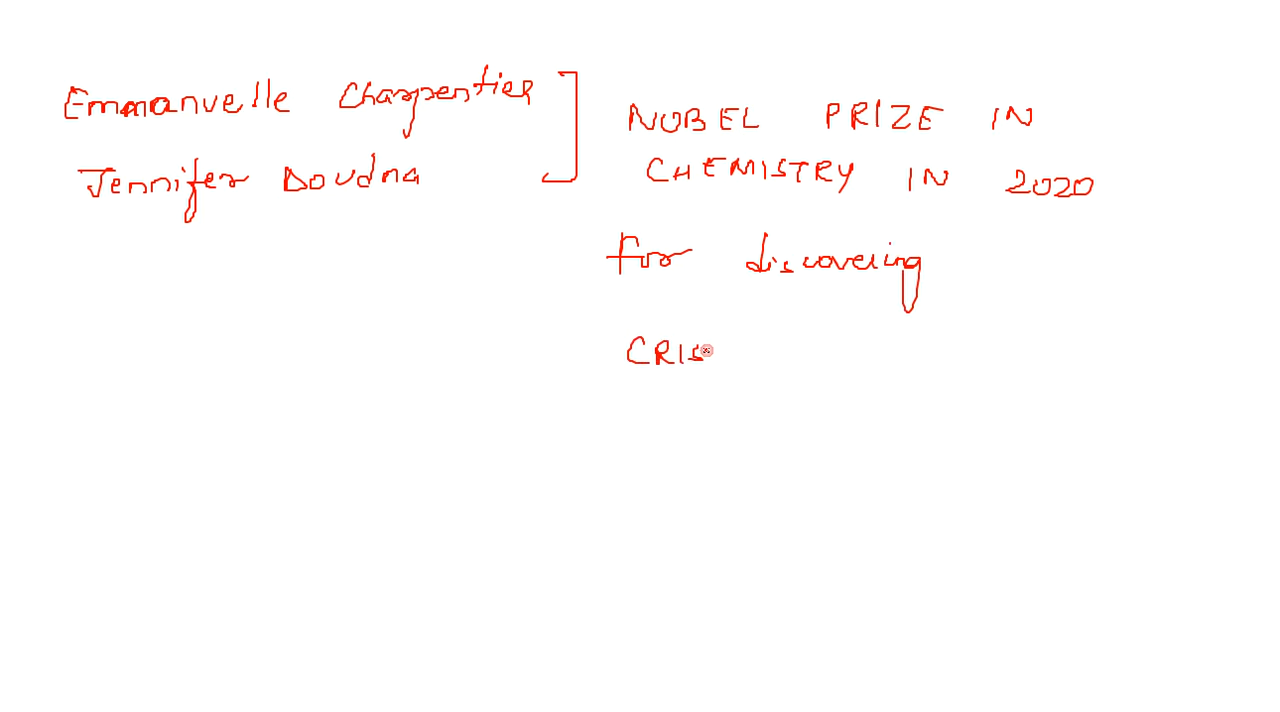 Emmanuelle Charpentier
Jennifer Doudna
NOBEL PRIZE IN
CHEMISTRY IN 2020
for discovering
CRIS